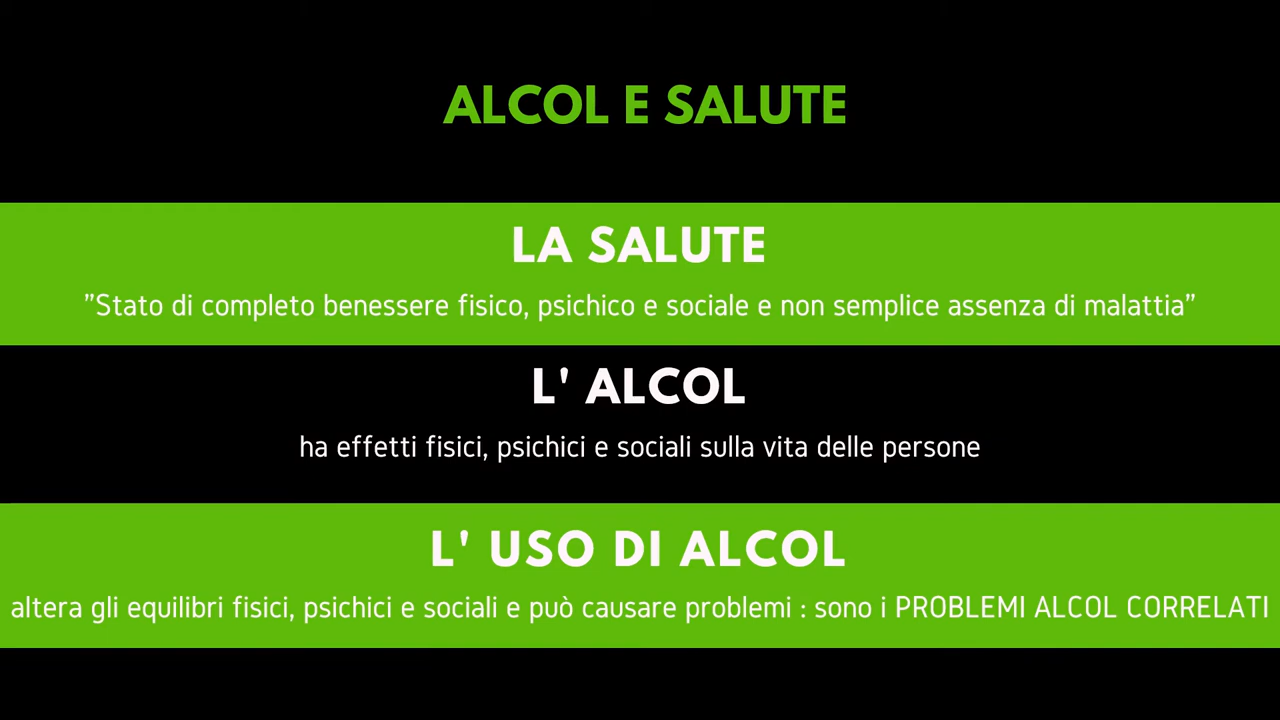 ALCOL E SALUTE
LA SALUTE
"Stato di completo benessere fisico, psichico e sociale e non semplice assenza di malattia"
L' ALCOL
ha effetti fisici, psichici e sociali sulla vita delle persone
L' USO DI ALCOL
altera gli equilibri fisici, psichici e sociali e può causare problemi : sono i PROBLEMI ALCOL CORRELATI